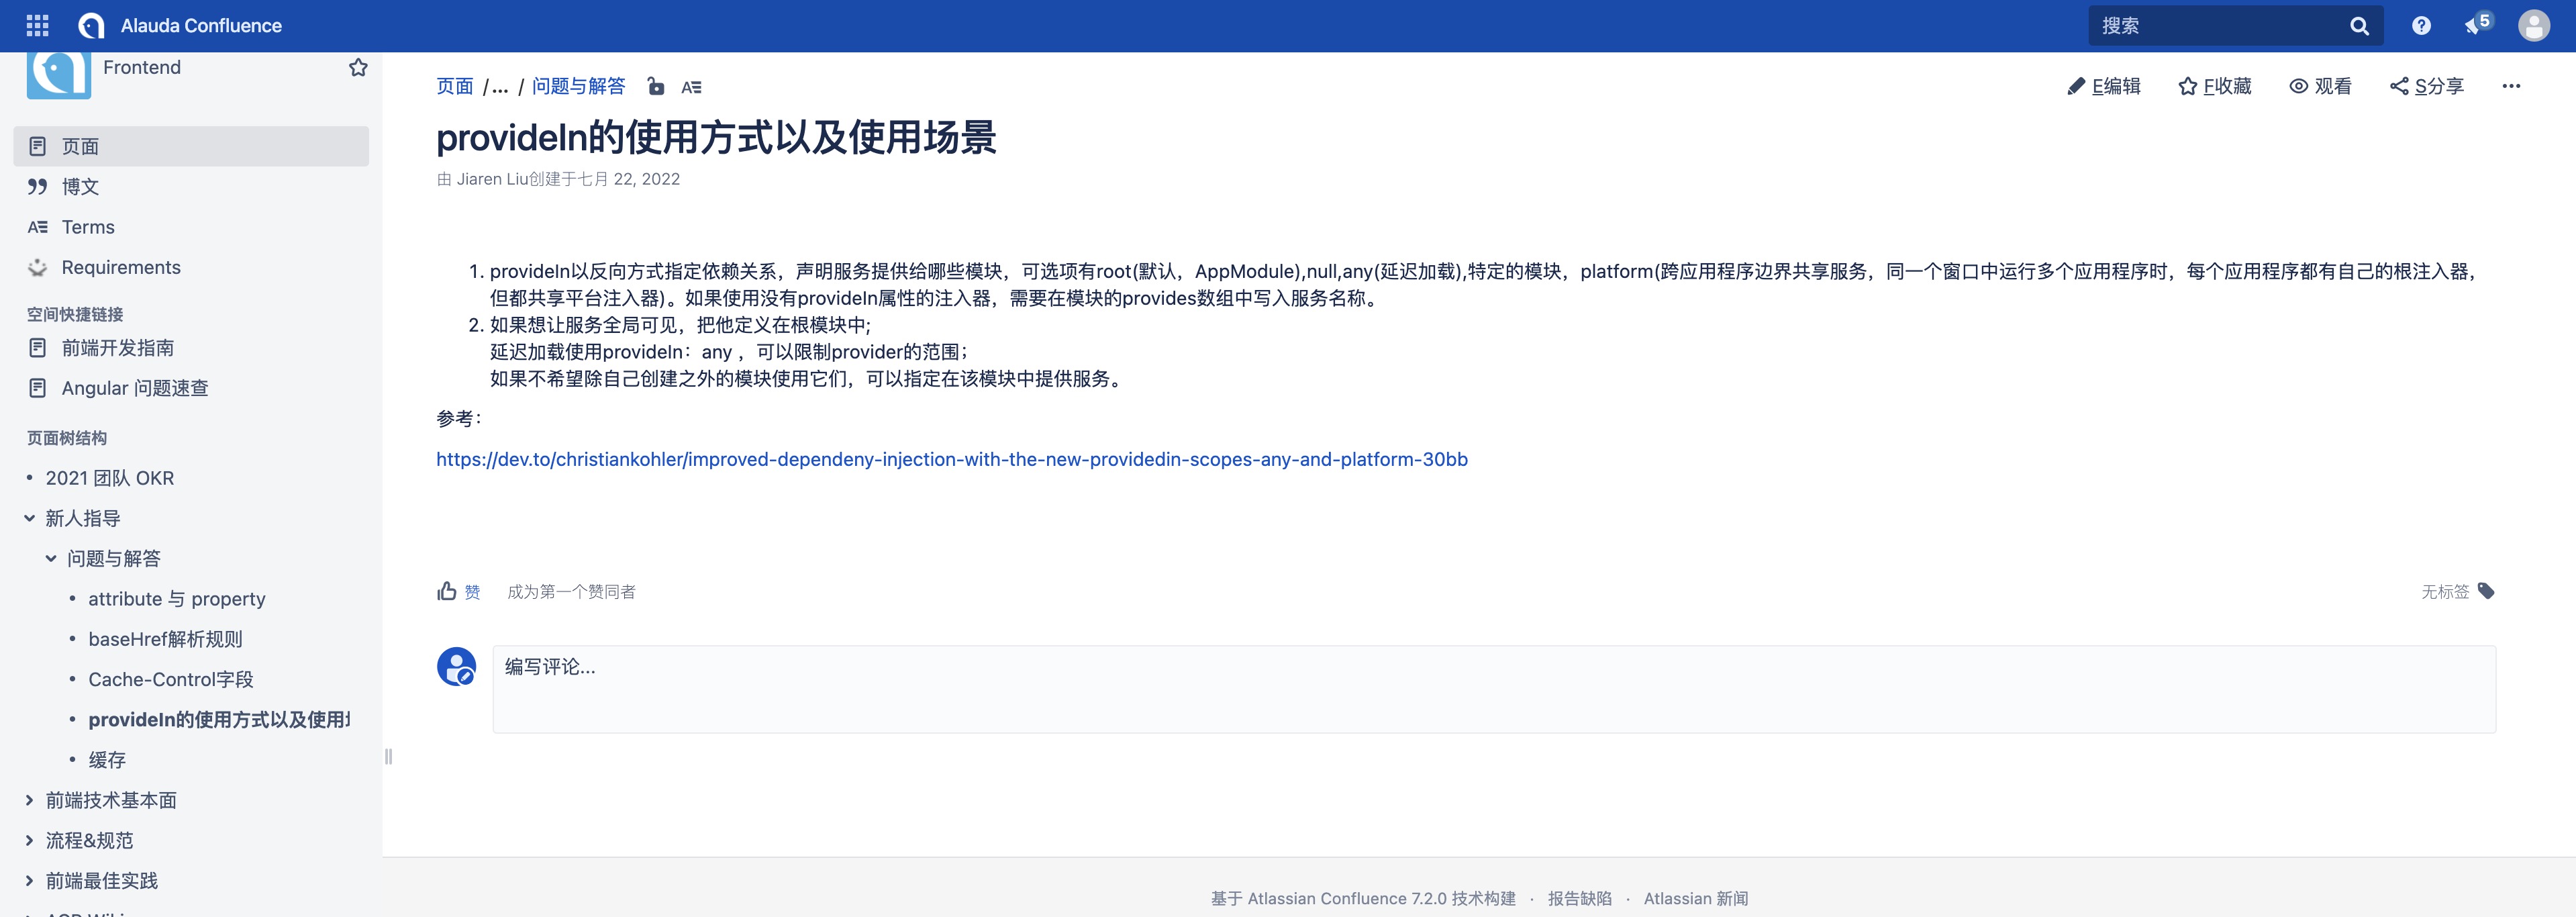 Alauda Confluence
搜索
5
Frontend
页面
博文
Terms
Requirements
空间快捷链接
前端开发指南
Angular 问题速查
页面树结构
2021 团队 OKR
新人指导
问题与解答
attribute 与 property
baseHref解析规则
Cache-Control字段
provideIn的使用方式以及使用
缓存
前端技术基本面
流程&规范
前端最佳实践
页面 /... / 问题与解答
E编辑 F收藏 观看 S分享 ...
provideIn的使用方式以及使用场景
由 Jiaren Liu创建于七月 22, 2022
1. provideIn以反向方式指定依赖关系，声明服务提供给哪些模块，可选项有root(默认，AppModule),null,any(延迟加载),特定的模块，platform(跨应用程序边界共享服务，同一个窗口中运行多个应用程序时，每个应用程序都有自己的根注入器，
但都共享平台注入器)。如果使用没有provideIn属性的注入器，需要在模块的provides数组中写入服务名称。
2. 如果想让服务全局可见，把他定义在根模块中;
延迟加载使用provideIn：any ，可以限制provider的范围；
如果不希望除自己创建之外的模块使用它们，可以指定在该模块中提供服务。
参考：
https://dev.to/christiankohler/improved-dependeny-injection-with-the-new-providedin-scopes-any-and-platform-30bb
赞 成为第一个赞同者
无标签
编写评论...
基于 Atlassian Confluence 7.2.0 技术构建 · 报告缺陷 · Atlassian 新闻